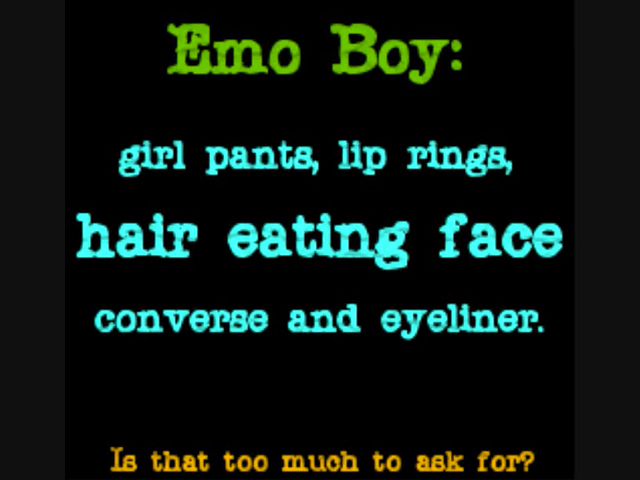 Emo Boy:
girl pants, lip rings,
hair eating face
converse and eyeliner.
Is that too much to ask for?